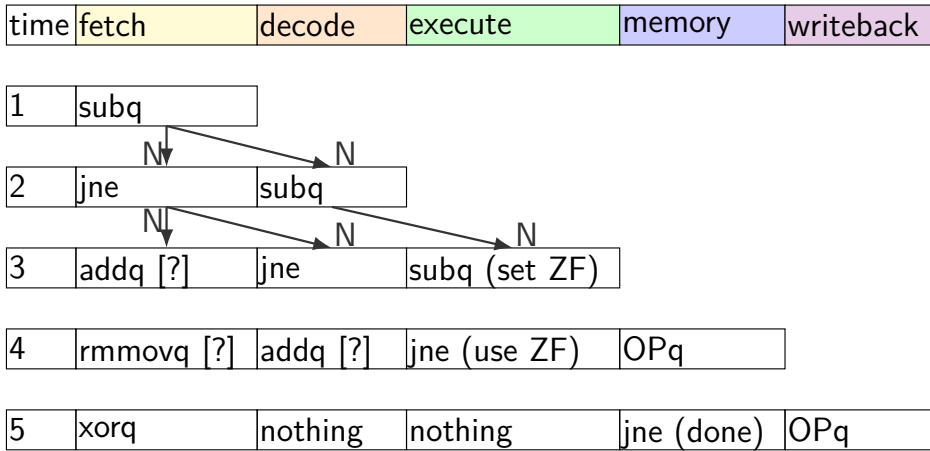 time fetch decode execute memory writeback
1 subq
N N
2 jne subq
N N N
3 addq [?] jne subq (set ZF)
4 rmmovq [?] addq [?] jne (use ZF) OPq
5 xorq nothing nothing jne (done) OPq